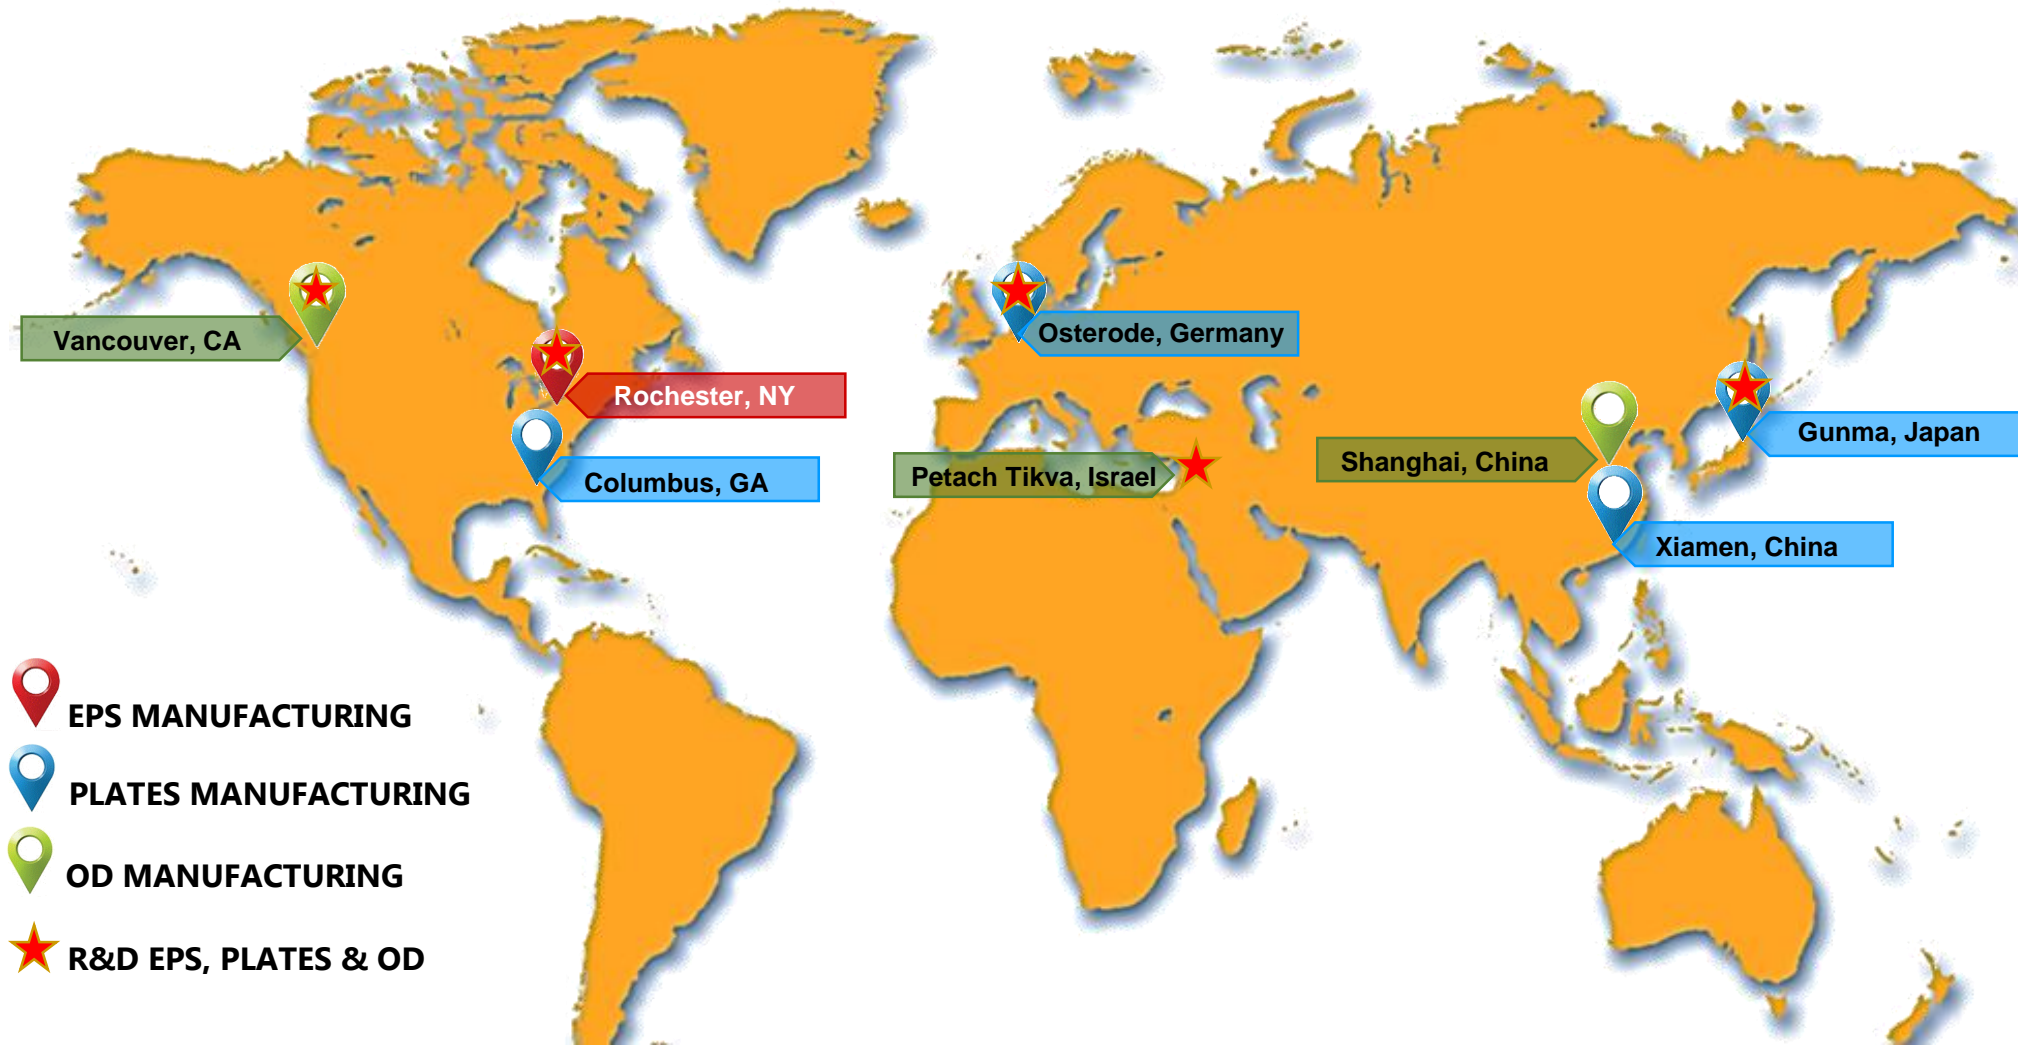 Vancouver, CA
Osterode, Germany
Rochester, NY
Gunma, Japan
Columbus, GA
Petach Tikva, Israel
Shanghai, China
Xiamen, China
EPS MANUFACTURING
PLATES MANUFACTURING
OD MANUFACTURING
R&D EPS, PLATES & OD